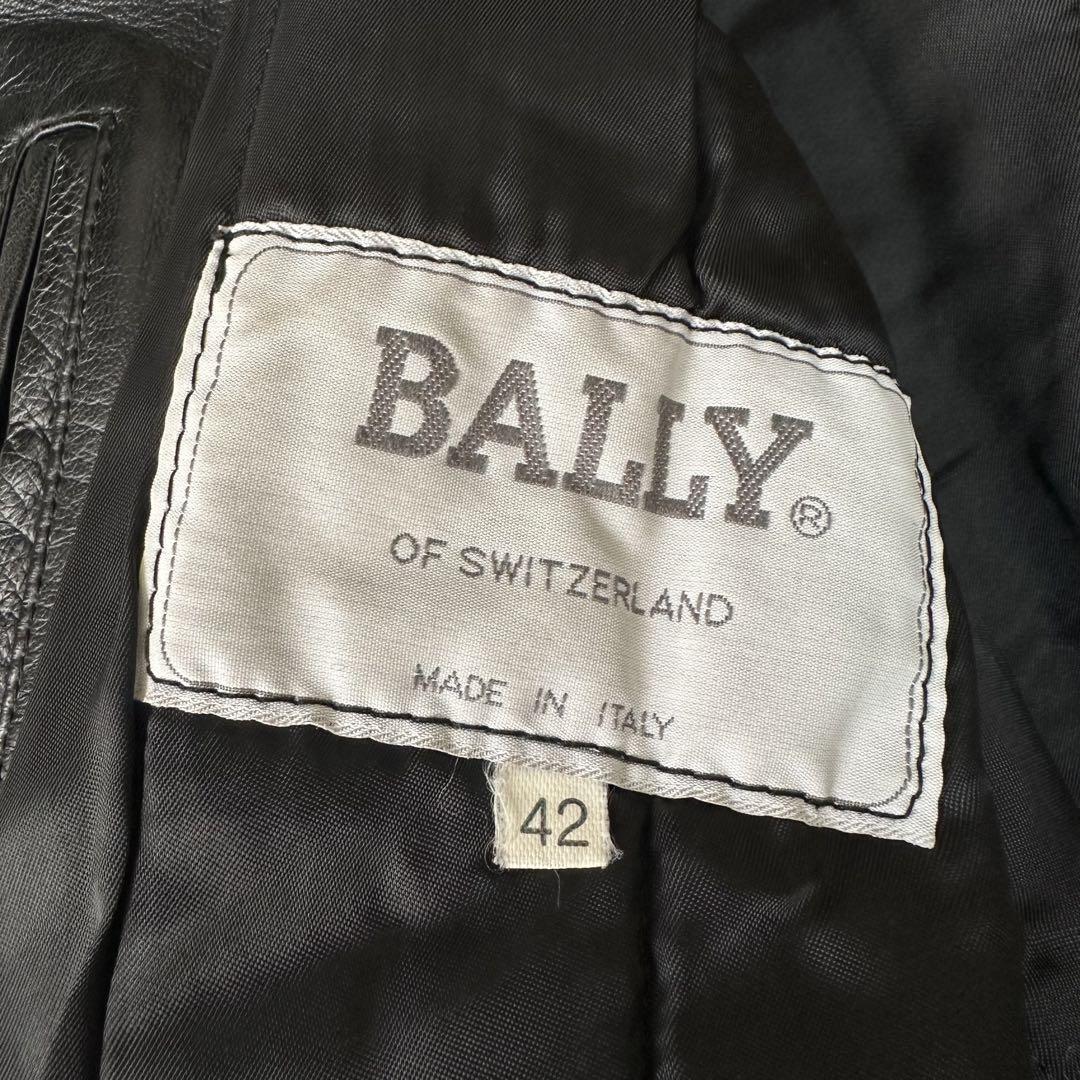 BALLY®
OF SWITZERLAND
MADE IN ITALY
42